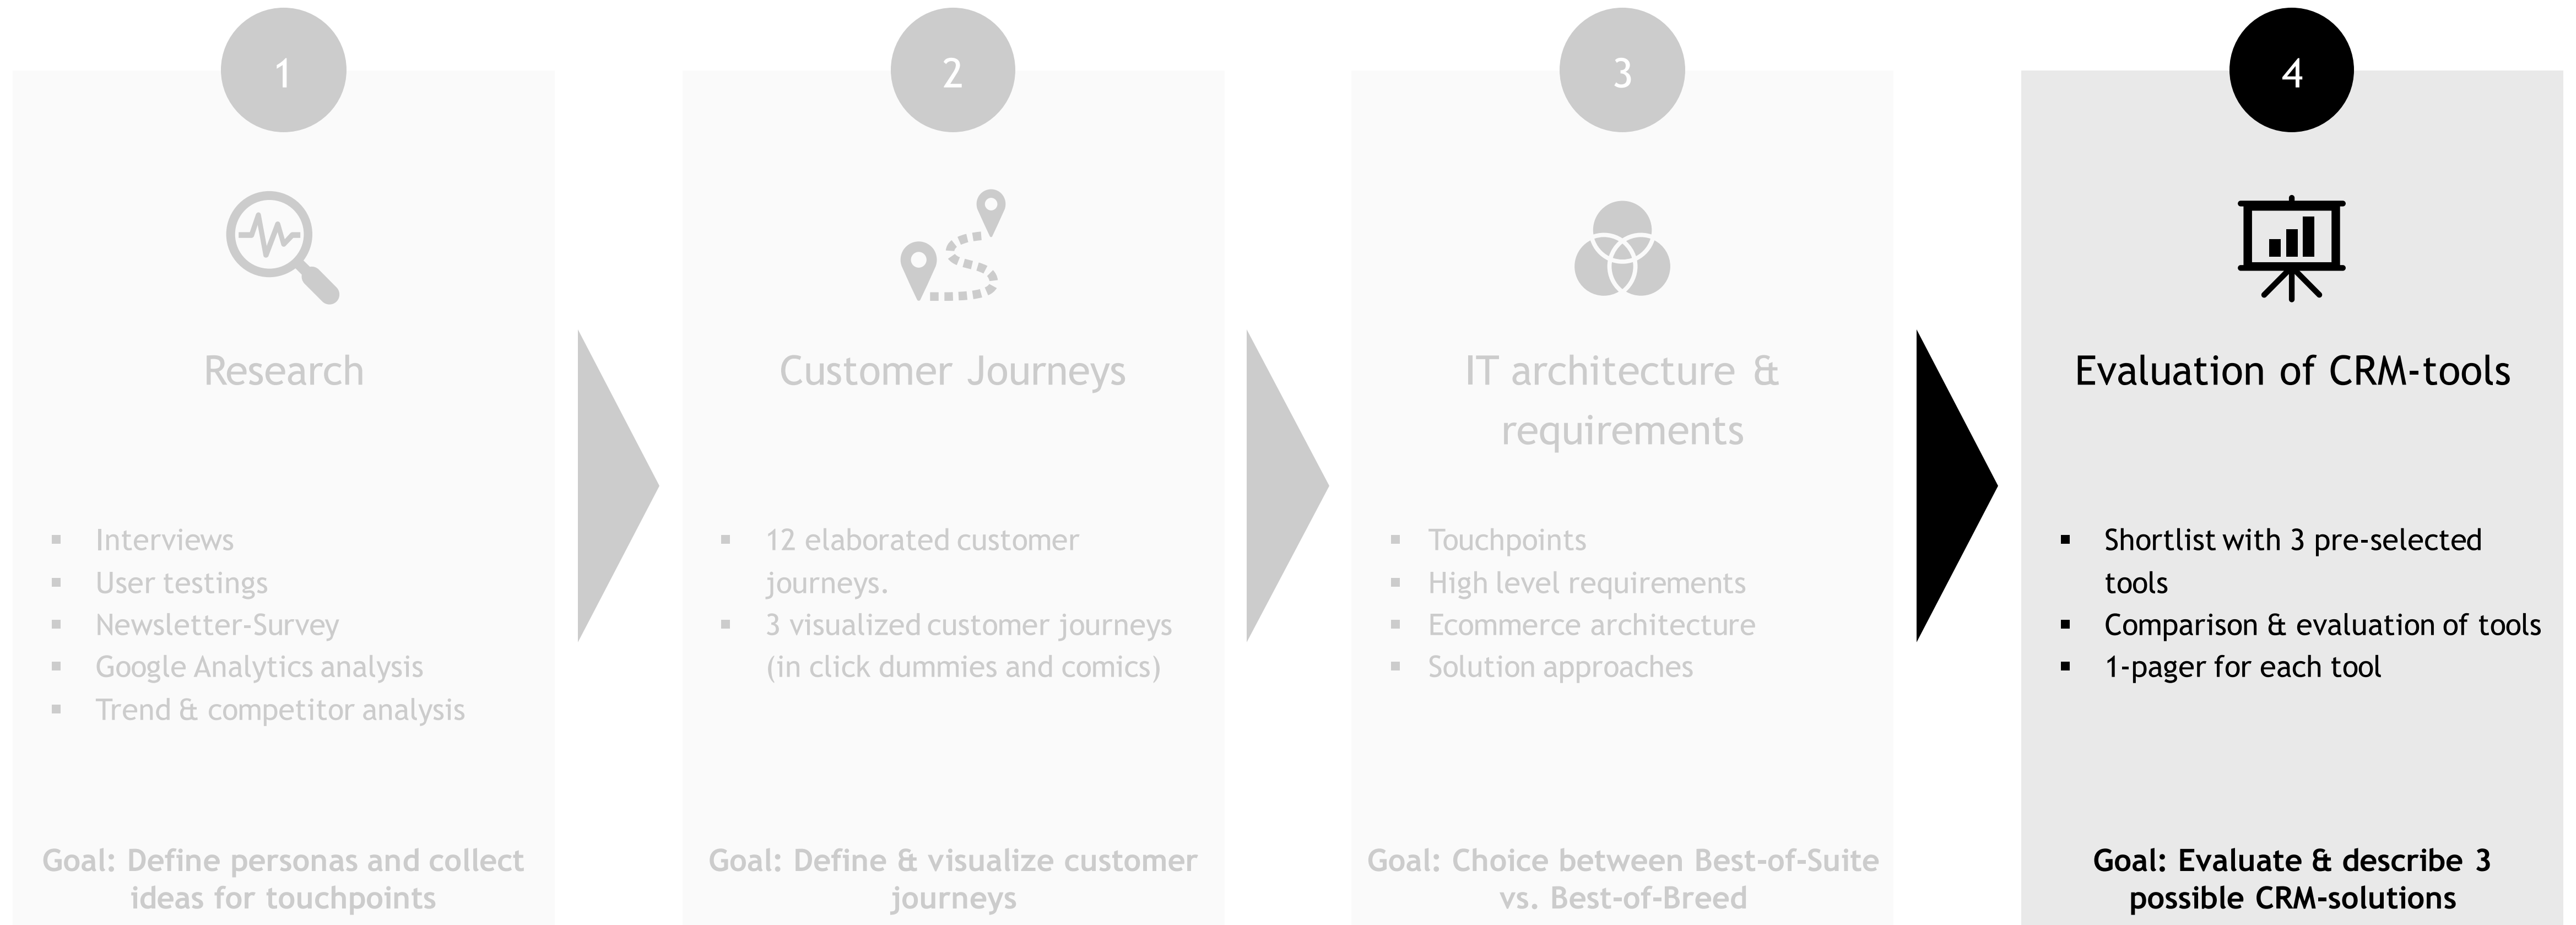 1
Research
▪ Interviews
▪ User testings
▪ Newsletter-Survey
▪ Google Analytics analysis
▪ Trend & competitor analysis
Goal: Define personas and collect
ideas for touchpoints
2
Customer Journeys
▪ 12 elaborated customer
journeys.
▪ 3 visualized customer journeys
(in click dummies and comics)
Goal: Define & visualize customer
journeys
3
IT architecture &
requirements
▪ Touchpoints
▪ High level requirements
▪ Ecommerce architecture
▪ Solution approaches
Goal: Choice between Best-of-Suite
vs. Best-of-Breed
4
Evaluation of CRM-tools
▪ Shortlist with 3 pre-selected
tools
▪ Comparison & evaluation of tools
▪ 1-pager for each tool
Goal: Evaluate & describe 3
possible CRM-solutions